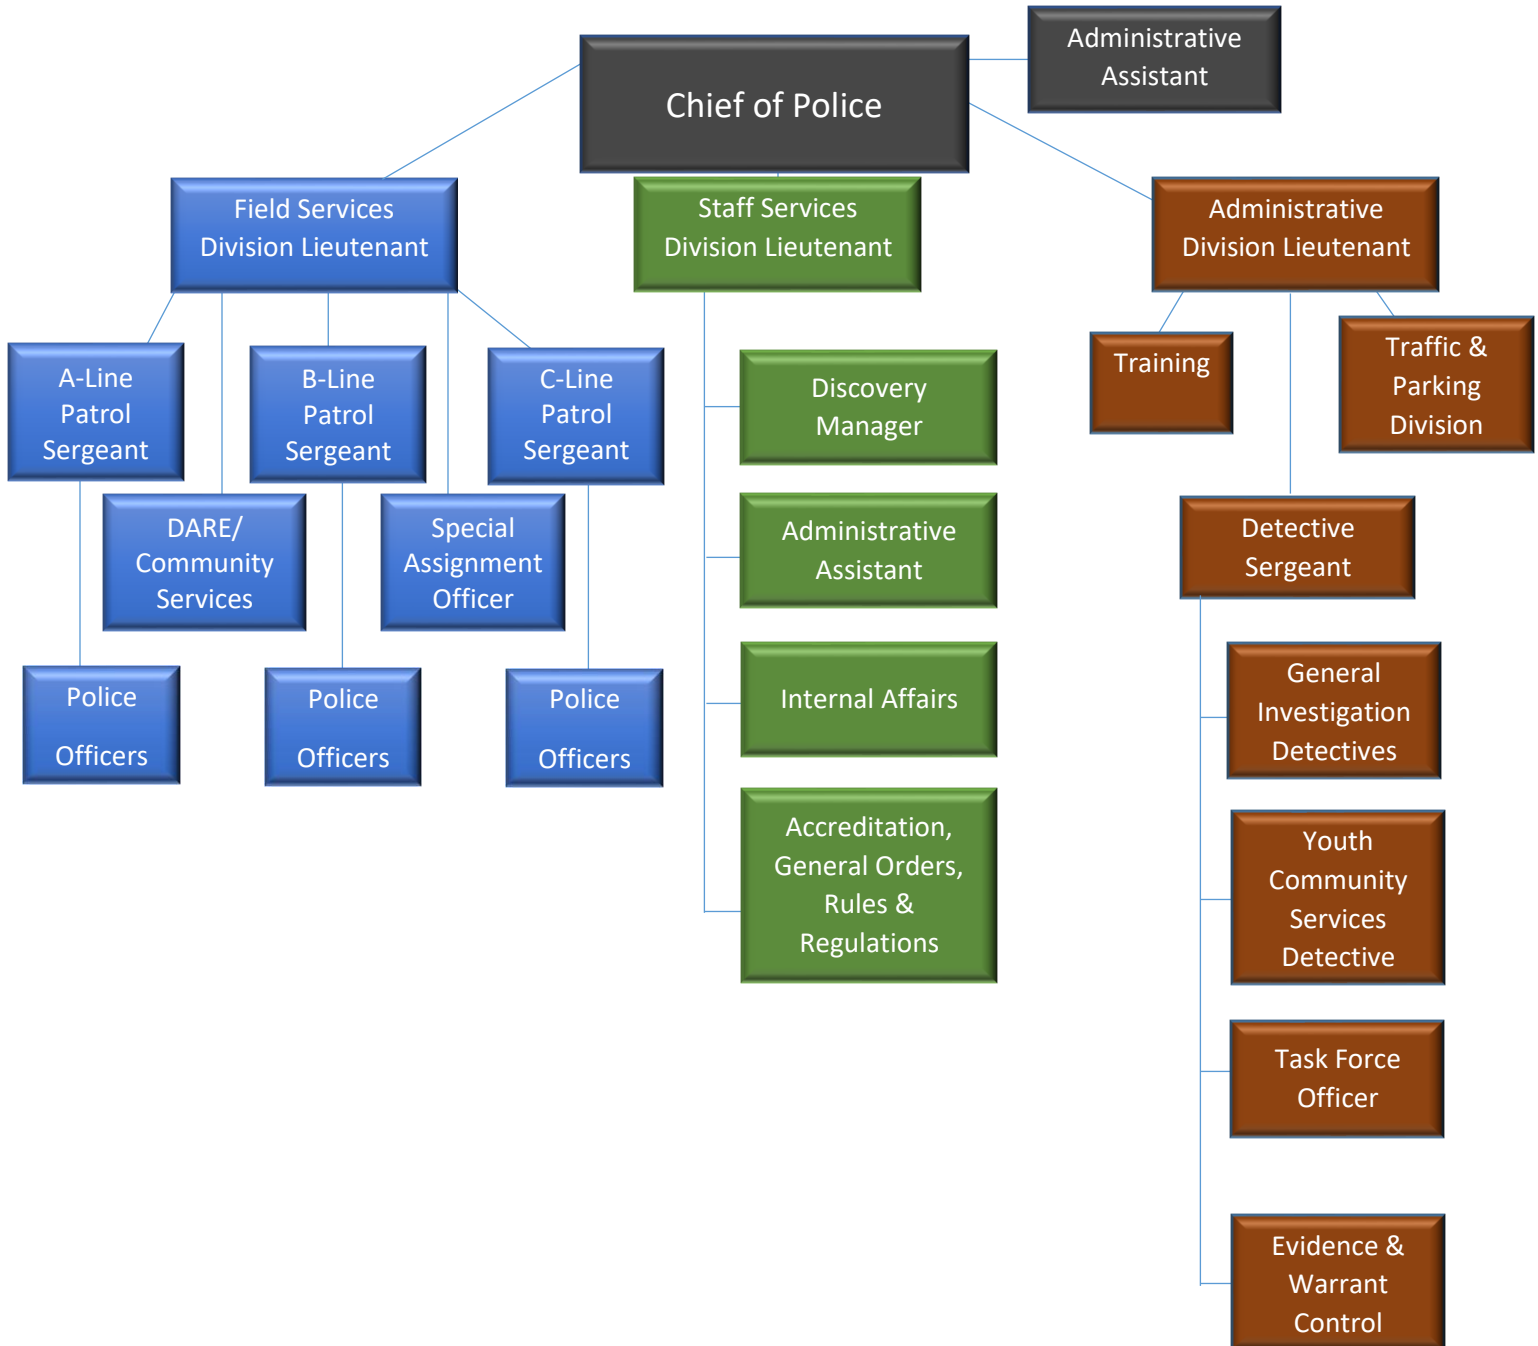 Administrative
Assistant
Chief of Police
Field Services
Division Lieutenant
Staff Services
Division Lieutenant
Administrative
Division Lieutenant
A-Line
Patrol
Sergeant
B-Line
Patrol
Sergeant
C-Line
Patrol
Sergeant
DARE/
Community
Services
Special
Assignment
Officer
Police
Officers
Police
Officers
Police
Officers
Discovery
Manager
Administrative
Assistant
Internal Affairs
Accreditation,
General Orders,
Rules &
Regulations
Training
Traffic &
Parking
Division
Detective
Sergeant
General
Investigation
Detectives
Youth
Community
Services
Detective
Task Force
Officer
Evidence &
Warrant
Control